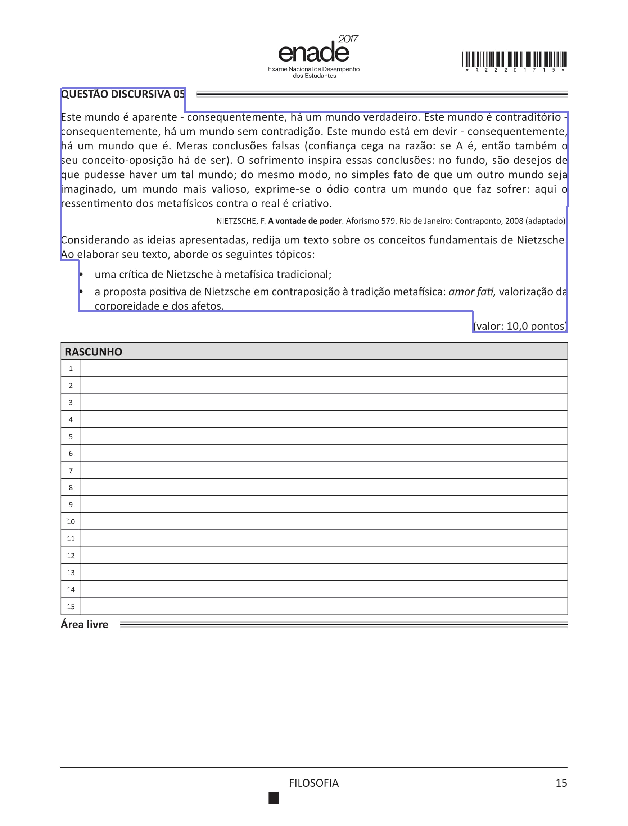 enade 2017
Exame Nacional de Desempenho
dos Estudantes
*R2220171S*
QUESTÃO DISCURSIVA 05
Este mundo é aparente - consequentemente, há um mundo verdadeiro. Este mundo é contraditório -
consequentemente, há um mundo sem contradição. Este mundo está em devir - consequentemente,
há um mundo que é. Meras conclusões falsas (confiança cega na razão: se A é, então também o
seu conceito-oposição há de ser). O sofrimento inspira essas conclusões: no fundo, são desejos de
que pudesse haver um tal mundo; do mesmo modo, no simples fato de que um outro mundo seja
imaginado, um mundo mais valioso, exprime-se o ódio contra um mundo que faz sofrer: aqui o
ressentimento dos metafísicos contra o real é criativo.
NIETZSCHE, F. A vontade de poder. Aforismo 579. Rio de Janeiro: Contraponto, 2008 (adaptado).
Considerando as ideias apresentadas, redija um texto sobre os conceitos fundamentais de Nietzsche.
Ao elaborar seu texto, aborde os seguintes tópicos:
• uma crítica de Nietzsche à metafísica tradicional;
• a proposta positiva de Nietzsche em contraposição à tradição metafísica: amor fati, valorização da
corporeidade e dos afetos.
(valor: 10,0 pontos)
RASCUNHO
1
2
3
4
5
6
7
8
9
10
11
12
13
14
15
Área livre
FILOSOFIA
15